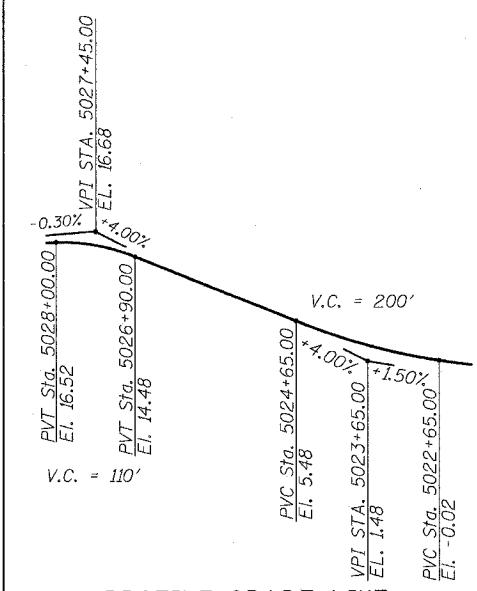 VPI STA. 5027+45.00
EL. 16.68
-0.30%
+4.00%
PVT Sta. 5028+00.00
El. 16.52
PVT Sta. 5026+90.00
El. 14.48
V.C. = 110'
V.C. = 200'
+4.00%
+1.50%
PVC Sta. 5024+65.00
El. 5.48
VPI STA. 5023+65.00
EL. 1.48
PVC Sta. 5022+65.00
El. -0.02